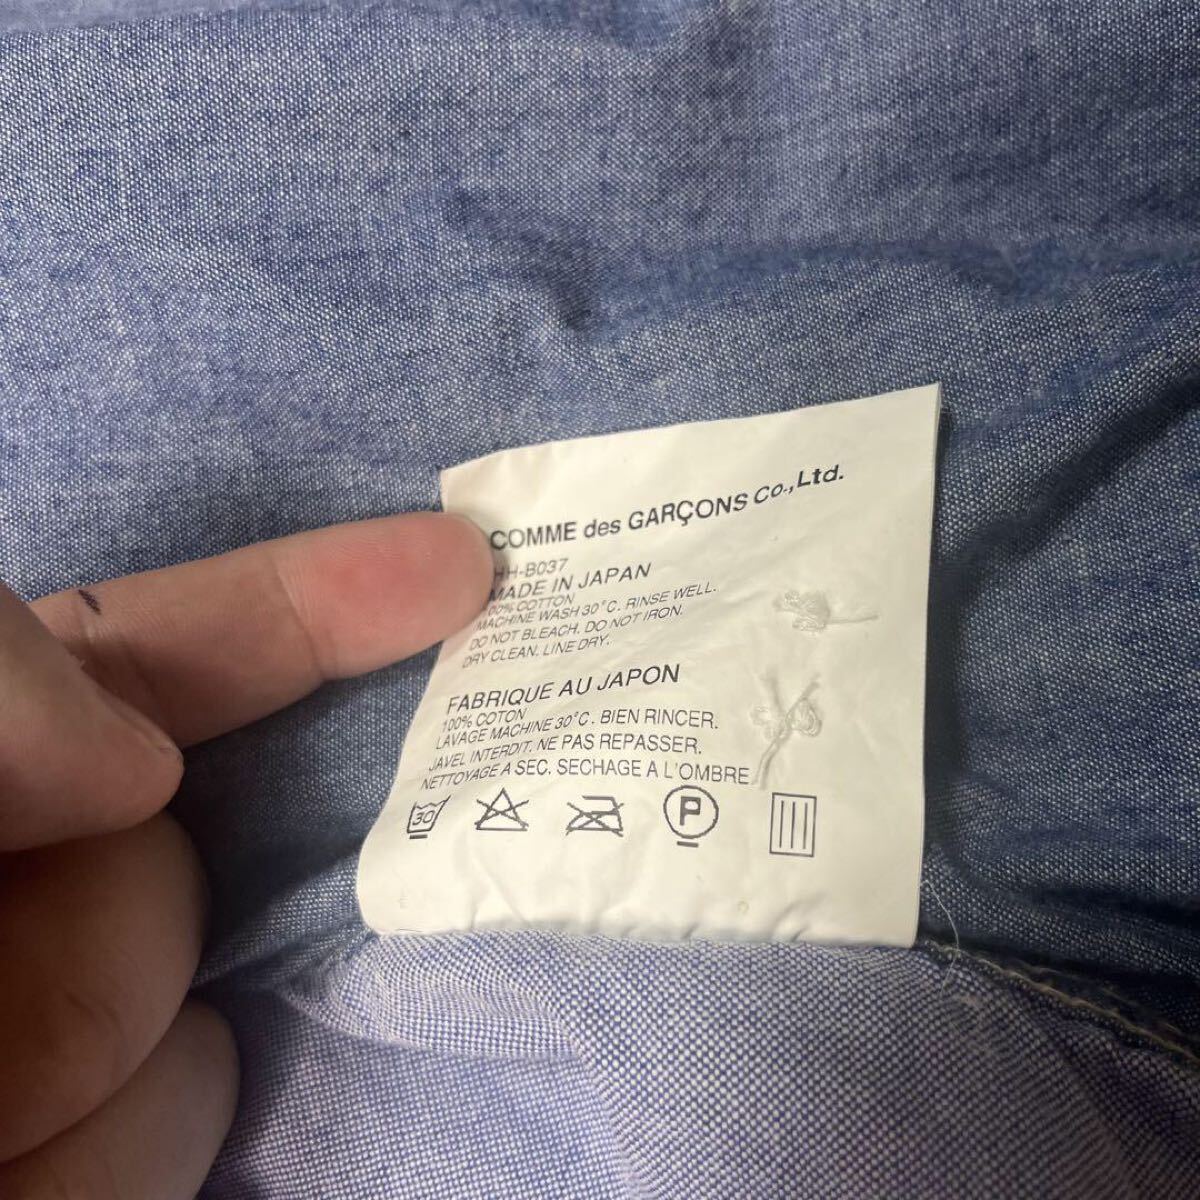 COMME des GARÇONS Co.,Ltd.
HH-B037
MADE IN JAPAN
100% COTTON
MACHINE WASH 30°C. RINSE WELL.
DO NOT BLEACH. DO NOT IRON.
DRY CLEAN. LINE DRY.
FABRIQUE AU JAPON
100% COTON
LAVAGE MACHINE 30°C. BIEN RINCER.
JAVEL INTERDIT. NE PAS REPASSER.
NETTOYAGE A SEC. SECHAGE A L'OMBRE
30
P